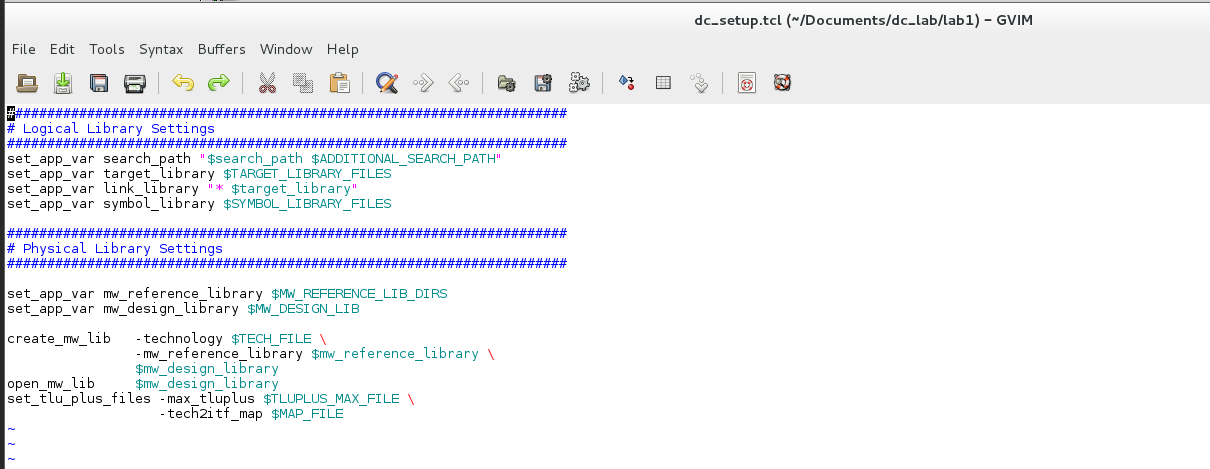 dc_setup.tcl (~/Documents/dc_lab/lab1) – GVIM
File Edit Tools Syntax Buffers Window Help
######################################################################
# Logical Library Settings
######################################################################
set_app_var search_path "$search_path $ADDITIONAL_SEARCH_PATH"
set_app_var target_library $TARGET_LIBRARY_FILES
set_app_var link_library "* $target_library"
set_app_var symbol_library $SYMBOL_LIBRARY_FILES
######################################################################
# Physical Library Settings
######################################################################
set_app_var mw_reference_library $MW_REFERENCE_LIB_DIRS
set_app_var mw_design_library $MW_DESIGN_LIB
create_mw_lib   -technology $TECH_FILE \
                -mw_reference_library $mw_reference_library \
                $mw_design_library
open_mw_lib     $mw_design_library
set_tlu_plus_files -max_tluplus $TLUPLUS_MAX_FILE \
                   -tech2itf_map $MAP_FILE
~
~
~